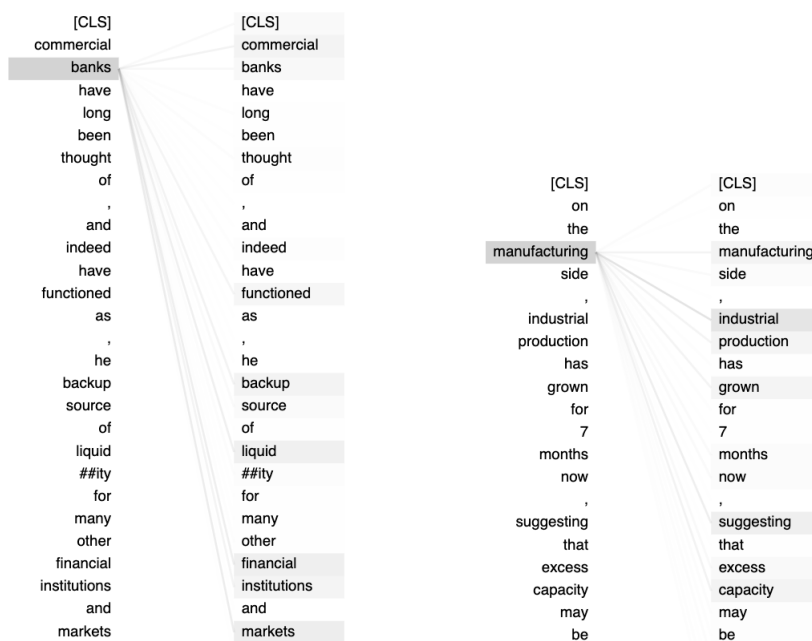 [CLS] [CLS]
commercial commercial
banks banks
have have
long long
been been
thought thought
of of
, ,
and and
indeed indeed
have have
functioned functioned
as as
, ,
he he
backup backup
source source
of of
liquid liquid
##ity ##ity
for for
many many
other other
financial financial
institutions institutions
and and
markets markets
[CLS] [CLS]
on on
the the
manufacturing manufacturing
side side
, ,
industrial industrial
production production
has has
grown grown
for for
7 7
months months
now now
, ,
suggesting suggesting
that that
excess excess
capacity capacity
may may
be be